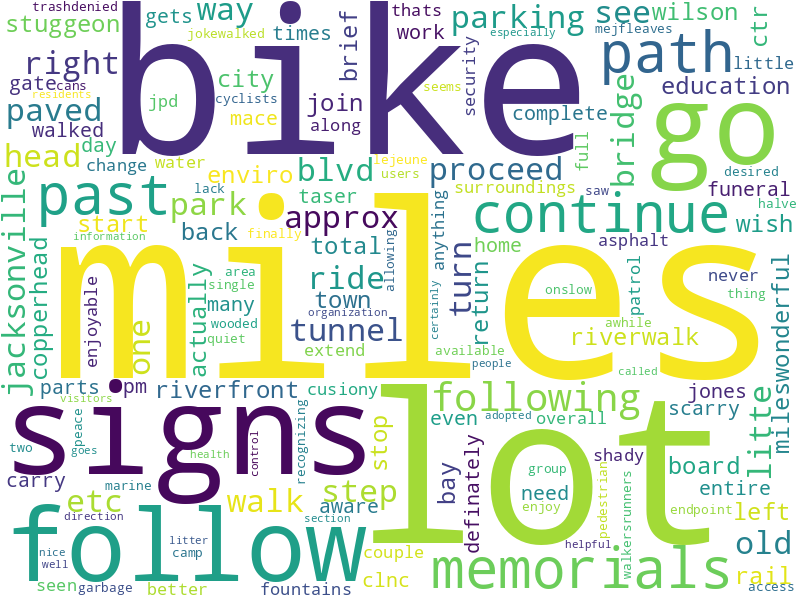 trashdenied
gets
way
times
brief
thats
parking
see
wilson
ctr
stuggeon
jokewalked
work
especially
mejfleaves
bike
path
little
right
city
security
gate
cans
residents
jpd
cyclists
join
seems
complete
bridge
education
go
paved
mace
along
walked
full
head
day
change
water
blvd
lejeune
users
proceed
lack
enviro
taser
surroundings
saw
desired
funeral
halve
past
park
approx
continue
wish
start
information
back
finally
total
allowing
anything
home
asphalt
jacksonville
copperhead
enjoyable
one
actually
area
single
many
wooded
quiet
ride
town
organization
tunnel
extend
certainly
turn
return
miles
onslow
patrol
never
thing
riverwalk
awhile
available
people
called
wonderful
miles
parts
pm
riverfront
cusiony
following
jones
visitors
signs
lot
even
adopted
overall
scarry
litte
two
peace
goes
health
control
recognizing
stop
definately
group
shady
board
entire
carry
marine
etc
walk
step
aware
bay
need
enjoy
pedestrian
endpoint
left
direction
section
follow
litter
camp
couple
helpful
walkersrunners
old
nice
well
seen
garbage
better
fountains
clnc
memorials
rail
access